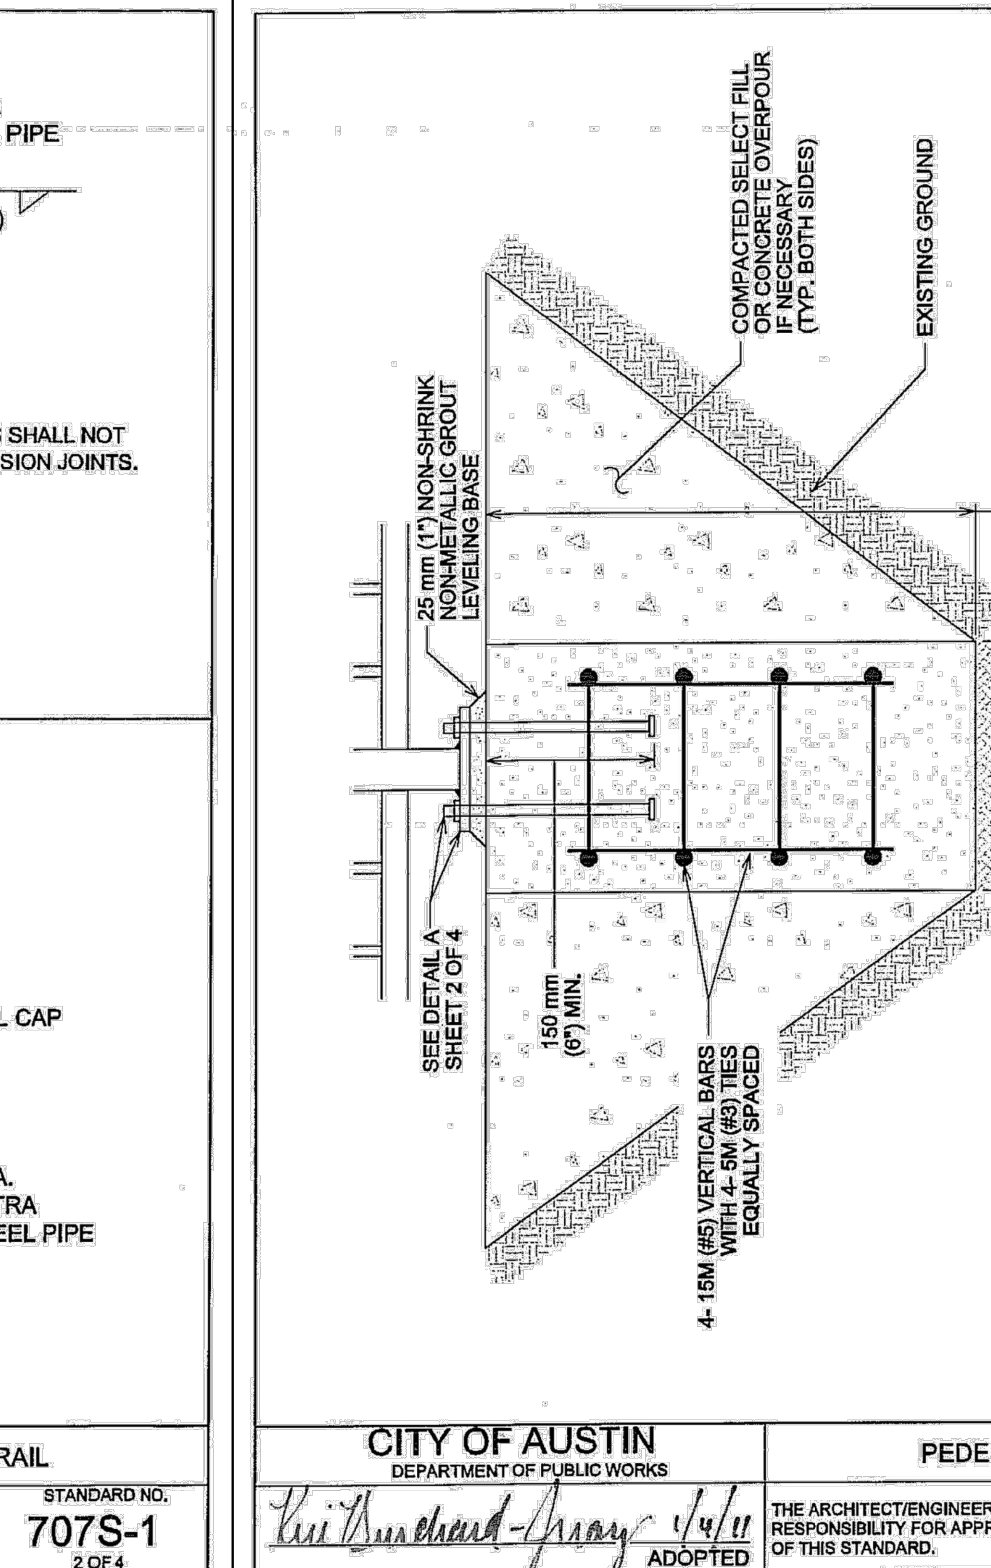 PIPE
)
SHALL NOT
SION JOINTS.
CAP
A.
TRA
EEL PIPE
RAIL
STANDARD NO.
707S-1
2 OF 4
COMPACTED SELECT FILL
OR CONCRETE OVERPOUR
IF NECESSARY
(TYP. BOTH SIDES)
EXISTING GROUND
25 mm (1") NON-SHRINK
NON-METALLIC GROUT
LEVELING BASE
SEE DETAIL A
SHEET 2 OF 4
150 mm
(6") MIN.
4- 15M (#5) VERTICAL BARS
WITH 4- 5M (#3) TIES
EQUALLY SPACED
CITY OF AUSTIN
DEPARTMENT OF PUBLIC WORKS
1/4/11
ADOPTED
PEDE
THE ARCHITECT/ENGINEER
RESPONSIBILITY FOR APPR
OF THIS STANDARD.